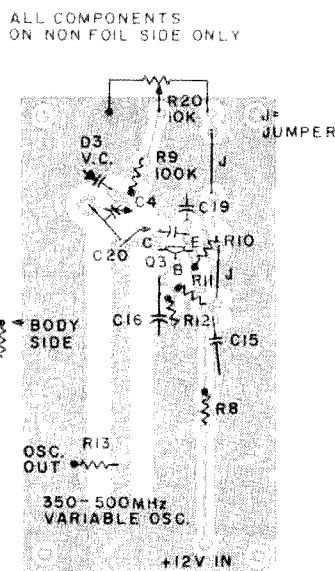 ALL COMPONENTS
ON NON FOIL SIDE ONLY
R20
10K
J=
JUMPER
D3
V.C.
R9
100K
J
C4
C19
C
E
R10
C20
Q3
B
R11
J
C16
R12
C15
BODY
SIDE
R8
OSC.
OUT
R13
350-500MHz
VARIABLE OSC.
+12V IN